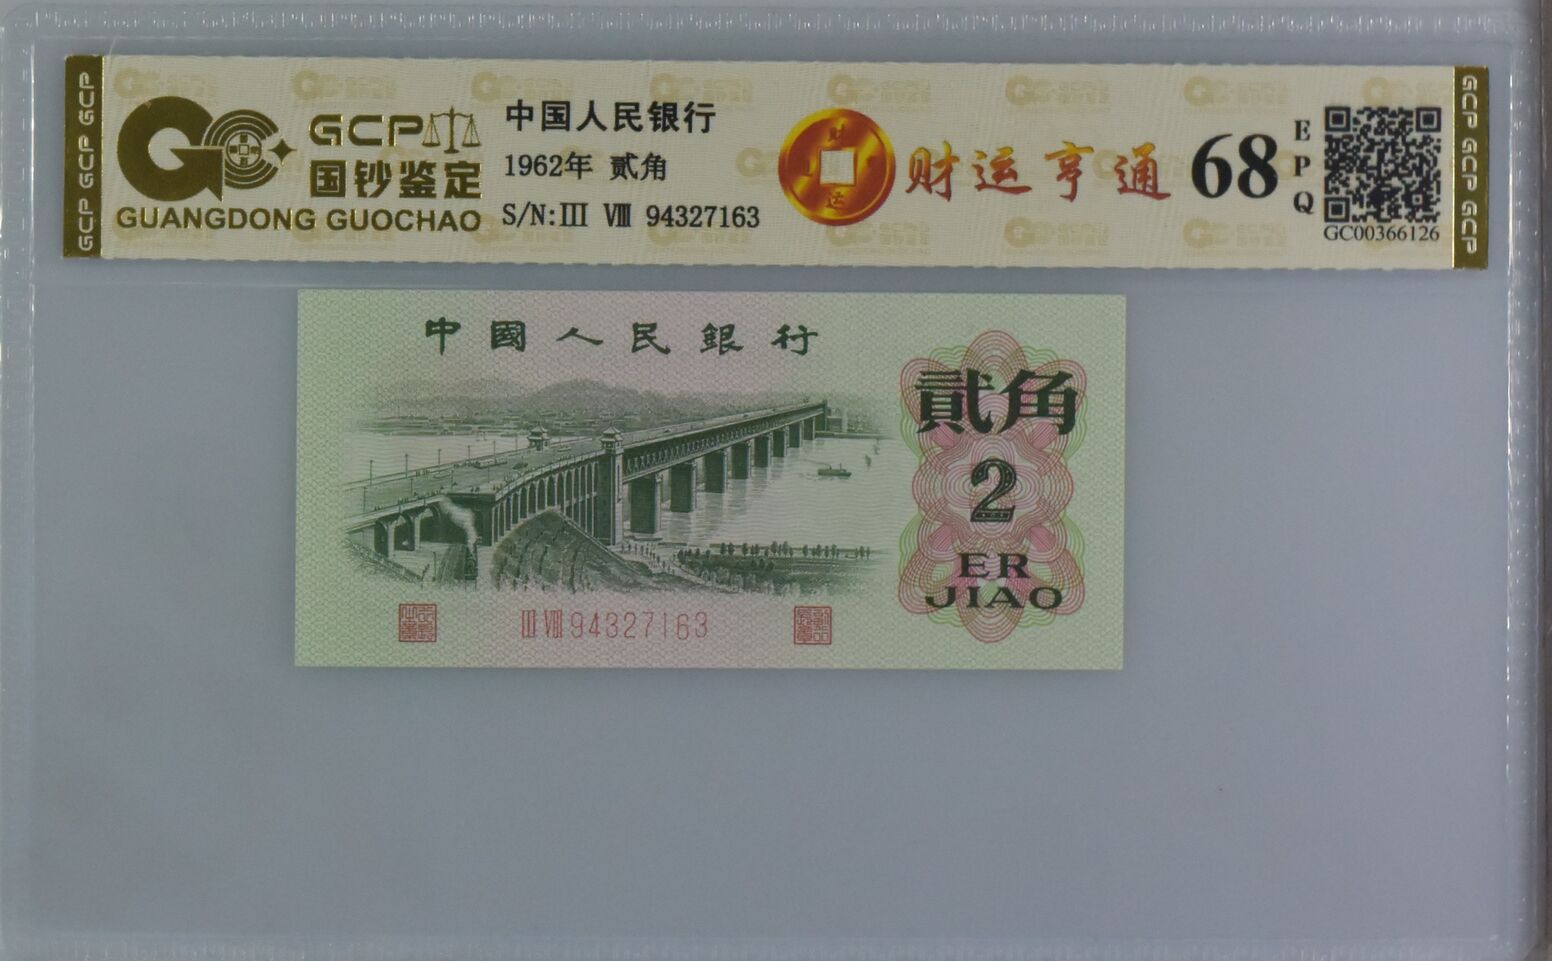 GCP GCP GCP
GCP
国钞鉴定
GUANGDONG GUOCHAO
中国人民银行
1962年 贰角
S/N:III VIII 94327163
财运亨通
68
E
P
Q
GC00366126
GCP GCP GCP
中國人民銀行
貳角
2
ER
JIAO
III VIII 94327163